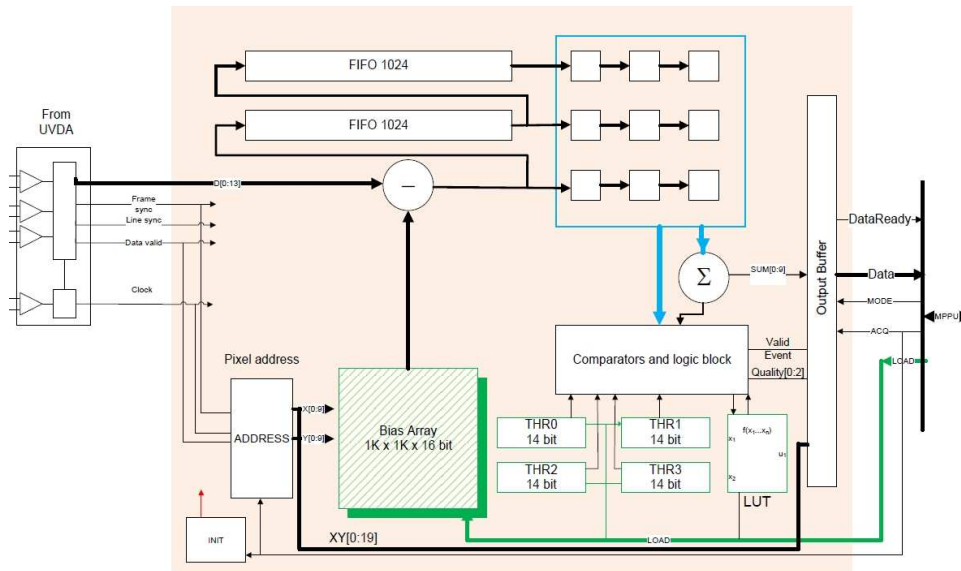 FIFO 1024
From
UVDA
FIFO 1024
D[0:13]
Frame
sync
Line sync
Data valid
Clock
Σ
SUM[0:9]
DataReady
Data
MODE
MPPU
ACQ
LOAD
Output Buffer
Comparators and logic block
Valid
Event
Quality[0:2]
Pixel address
ADDRESS
X[0:9]
Y[0:9]
Bias Array
1K x 1K x 16 bit
THR0
14 bit
THR1
14 bit
THR2
14 bit
THR3
14 bit
f(x1...xn)
x1
u1
x2
LUT
INIT
XY[0:19]
LOAD